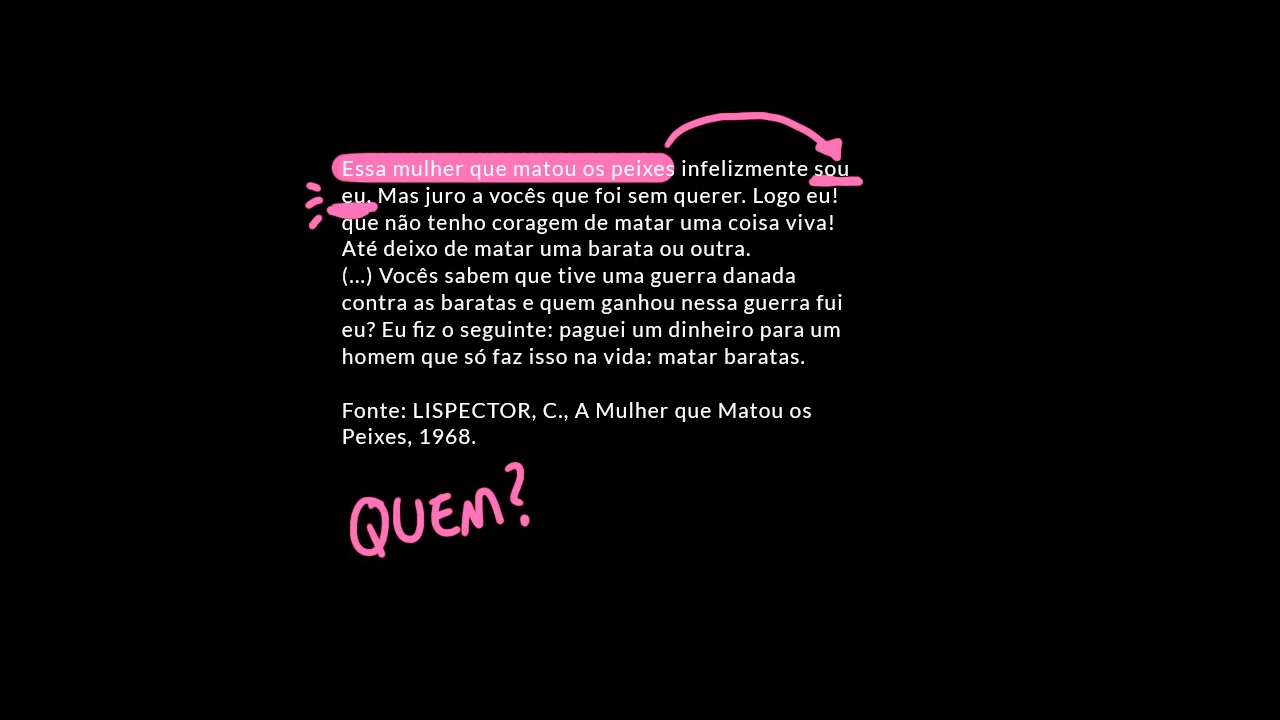 Essa mulher que matou os peixes infelizmente sou
eu. Mas juro a vocês que foi sem querer. Logo eu!
que não tenho coragem de matar uma coisa viva!
Até deixo de matar uma barata ou outra.
(...) Vocês sabem que tive uma guerra danada
contra as baratas e quem ganhou nessa guerra fui
eu? Eu fiz o seguinte: paguei um dinheiro para um
homem que só faz isso na vida: matar baratas.
Fonte: LISPECTOR, C., A Mulher que Matou os
Peixes, 1968.
QUEM?